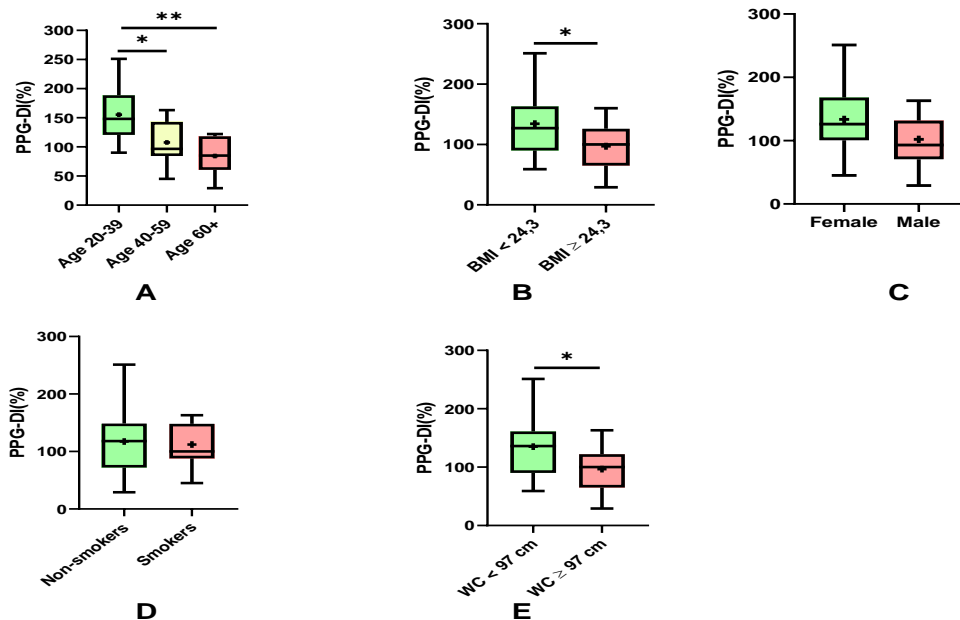 **
*
300
250
200
150
100
50
0
PPG-DI(%)
Age 20-39
Age 40-59
Age 60+
A
*
300
200
100
0
PPG-DI(%)
BMI < 24,3
BMI ≥ 24,3
B
300
200
100
0
PPG-DI(%)
Female Male
C
300
200
100
0
PPG-DI(%)
Non-smokers
Smokers
D
*
300
200
100
0
PPG-DI(%)
WC < 97 cm
WC ≥ 97 cm
E